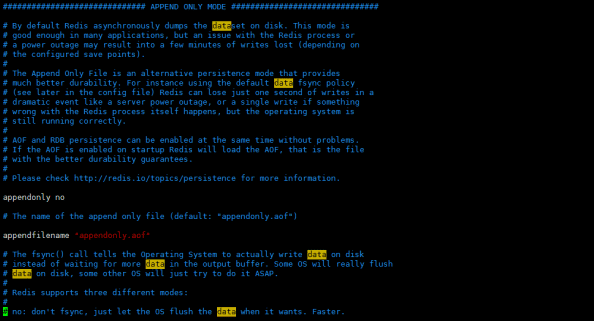 ############################## APPEND ONLY MODE ###############################
# By default Redis asynchronously dumps the dataset on disk. This mode is
# good enough in many applications, but an issue with the Redis process or
# a power outage may result into a few minutes of writes lost (depending on
# the configured save points).
#
# The Append Only File is an alternative persistence mode that provides
# much better durability. For instance using the default data fsync policy
# (see later in the config file) Redis can lose just one second of writes in a
# dramatic event like a server power outage, or a single write if something
# wrong with the Redis process itself happens, but the operating system is
# still running correctly.
#
# AOF and RDB persistence can be enabled at the same time without problems.
# If the AOF is enabled on startup Redis will load the AOF, that is the file
# with the better durability guarantees.
#
# Please check http://redis.io/topics/persistence for more information.
appendonly no
# The name of the append only file (default: "appendonly.aof")
appendfilename "appendonly.aof"
# The fsync() call tells the Operating System to actually write data on disk
# instead of waiting for more data in the output buffer. Some OS will really flush
# data on disk, some other OS will just try to do it ASAP.
#
# Redis supports three different modes:
#
# no: don't fsync, just let the OS flush the data when it wants. Faster.